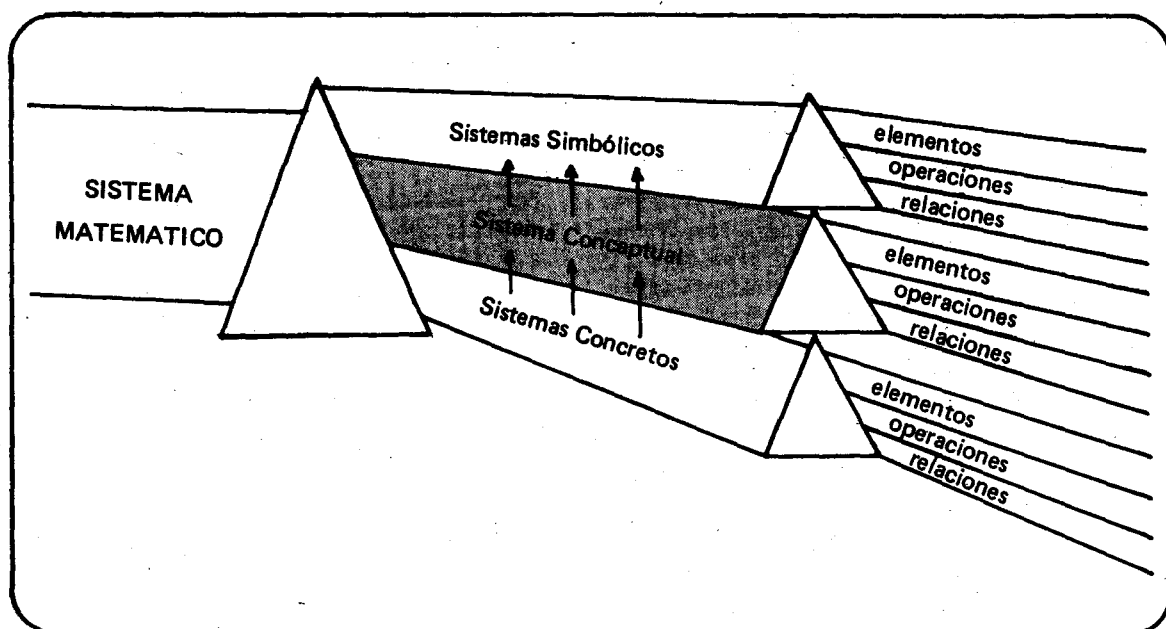 SISTEMA
MATEMATICO
Sistemas Simbólicos
Sistema Conceptual
Sistemas Concretos
elementos
operaciones
relaciones
elementos
operaciones
relaciones
elementos
operaciones
relaciones